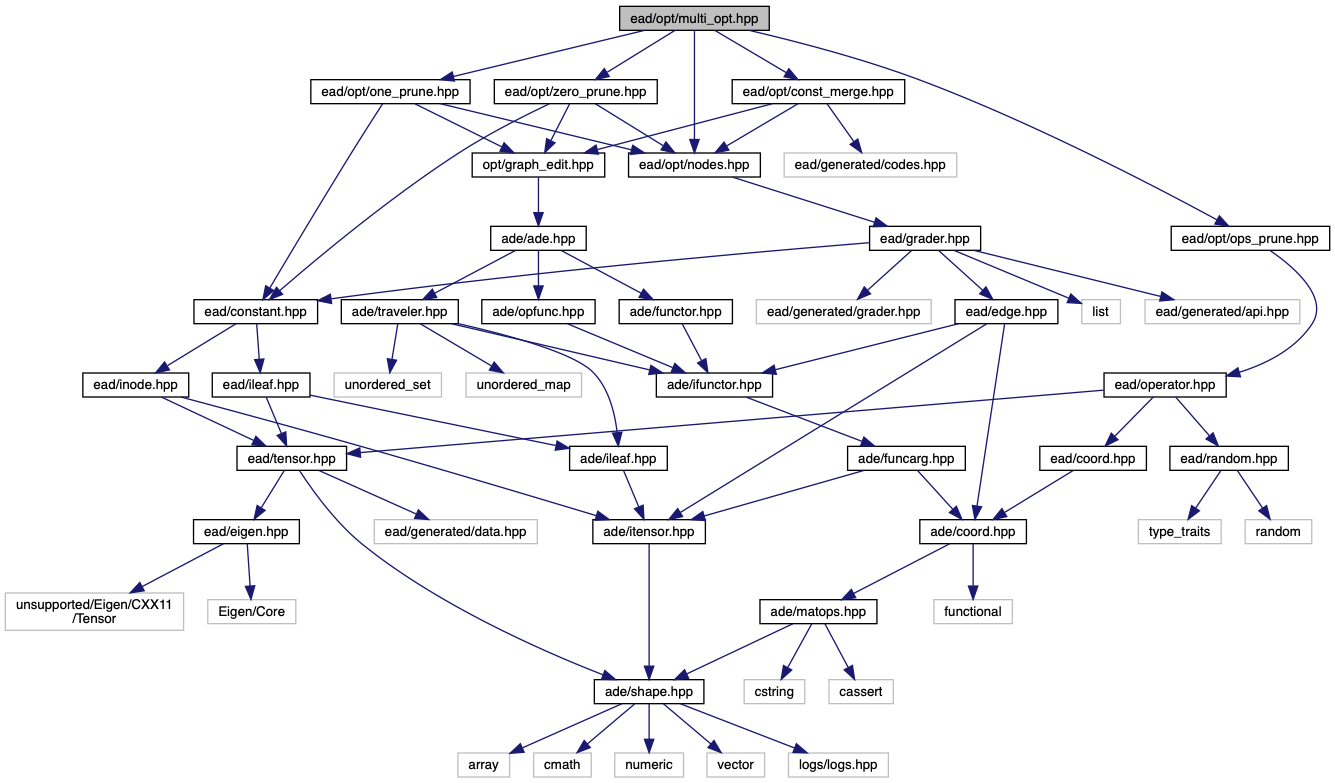 ead/opt/multi_opt.hpp
ead/opt/one_prune.hpp
ead/opt/zero_prune.hpp
ead/opt/const_merge.hpp
opt/graph_edit.hpp
ead/opt/nodes.hpp
ead/generated/codes.hpp
ade/ade.hpp
ead/grader.hpp
ead/opt/ops_prune.hpp
ead/constant.hpp
ade/traveler.hpp
ade/opfunc.hpp
ade/functor.hpp
ead/generated/grader.hpp
ead/edge.hpp
list
ead/generated/api.hpp
ead/inode.hpp
ead/ileaf.hpp
unordered_set
unordered_map
ade/ifunctor.hpp
ead/operator.hpp
ead/tensor.hpp
ade/ileaf.hpp
ade/funcarg.hpp
ead/coord.hpp
ead/random.hpp
ead/eigen.hpp
ead/generated/data.hpp
ade/itensor.hpp
ade/coord.hpp
type_traits
random
unsupported/Eigen/CXX11
/Tensor
Eigen/Core
ade/matops.hpp
functional
ade/shape.hpp
cstring
cassert
array
cmath
numeric
vector
logs/logs.hpp